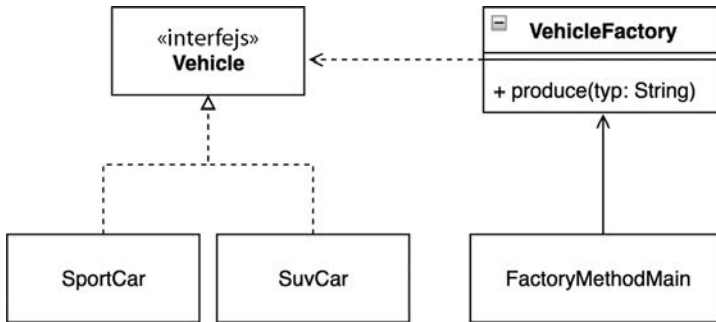 «interfejs»
Vehicle
VehicleFactory
+ produce(typ: String)
SportCar
SuvCar
FactoryMethodMain